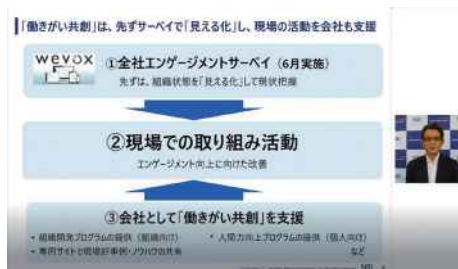 「働きがい共創」は、先ずサーベイで「見える化」し、現場の活動を会社も支援
wevox
①全社エンゲージメントサーベイ（6月実施）
先ずは、組織状態を「見える化」して現状把握
②現場での取り組み活動
エンゲージメント向上に向けた改善
③会社として「働きがい共創」を支援
• 組織開発プログラムの提供（組織向け）
• 人間力向上プログラムの提供（個人向け）
• 専用サイトで現場好事例・ノウハウの共有
など